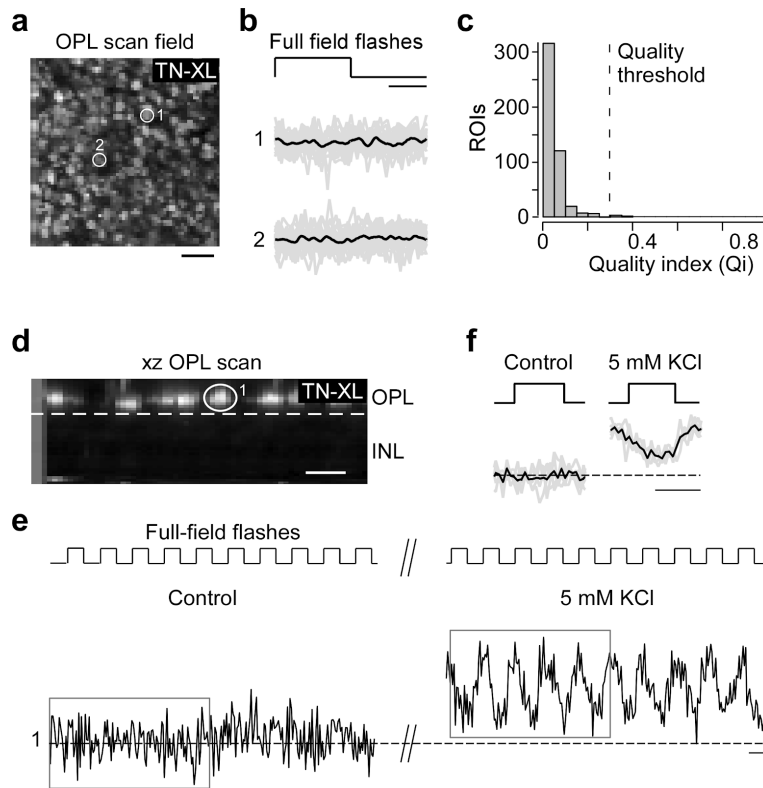 a
OPL scan field
TN-XL
1
2
b
Full field flashes
1
2
c
300
200
100
0
ROIs
Quality
threshold
0
0.4
0.8
Quality index (Qi)
d
xz OPL scan
TN-XL
1
OPL
INL
f
Control
5 mM KCl
e
Full-field flashes
Control
5 mM KCl
1